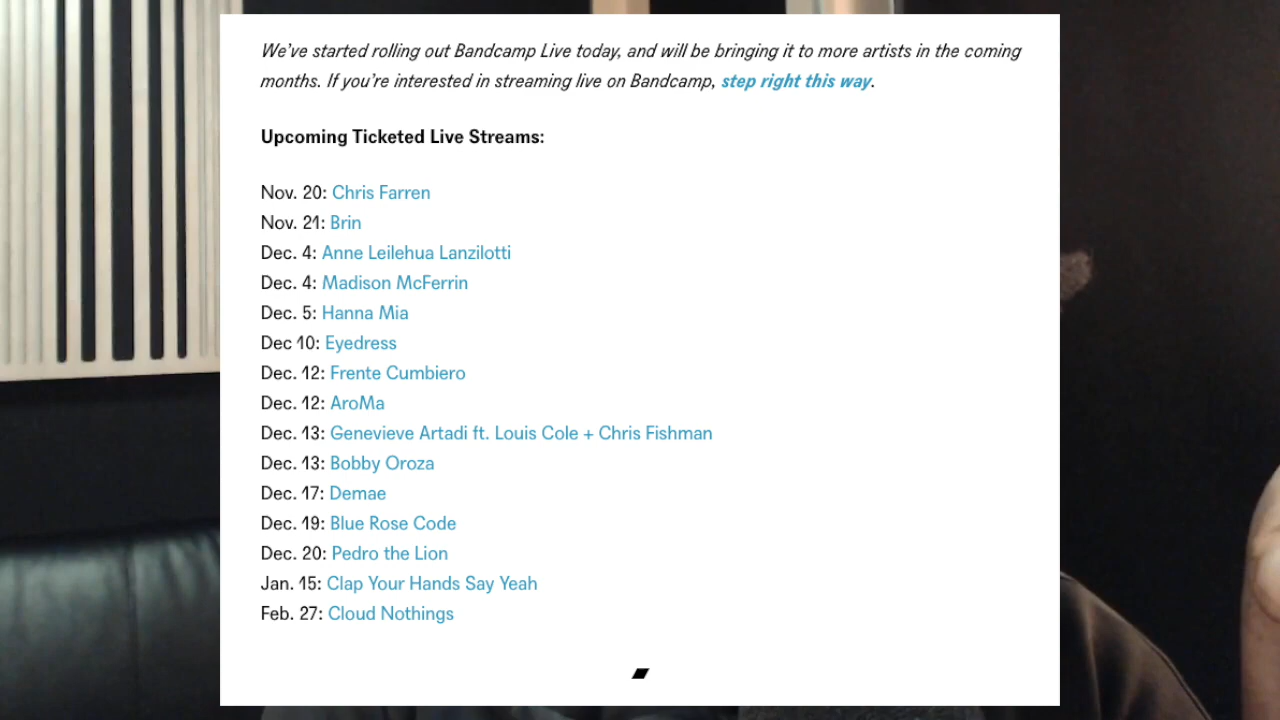 We've started rolling out Bandcamp Live today, and will be bringing it to more artists in the coming
months. If you're interested in streaming live on Bandcamp, step right this way.
Upcoming Ticketed Live Streams:
Nov. 20: Chris Farren
Nov. 21: Brin
Dec. 4: Anne Leilehua Lanzilotti
Dec. 4: Madison McFerrin
Dec. 5: Hanna Mia
Dec 10: Eyedress
Dec. 12: Frente Cumbiero
Dec. 12: AroMa
Dec. 13: Genevieve Artadi ft. Louis Cole + Chris Fishman
Dec. 13: Bobby Oroza
Dec. 17: Demae
Dec. 19: Blue Rose Code
Dec. 20: Pedro the Lion
Jan. 15: Clap Your Hands Say Yeah
Feb. 27: Cloud Nothings